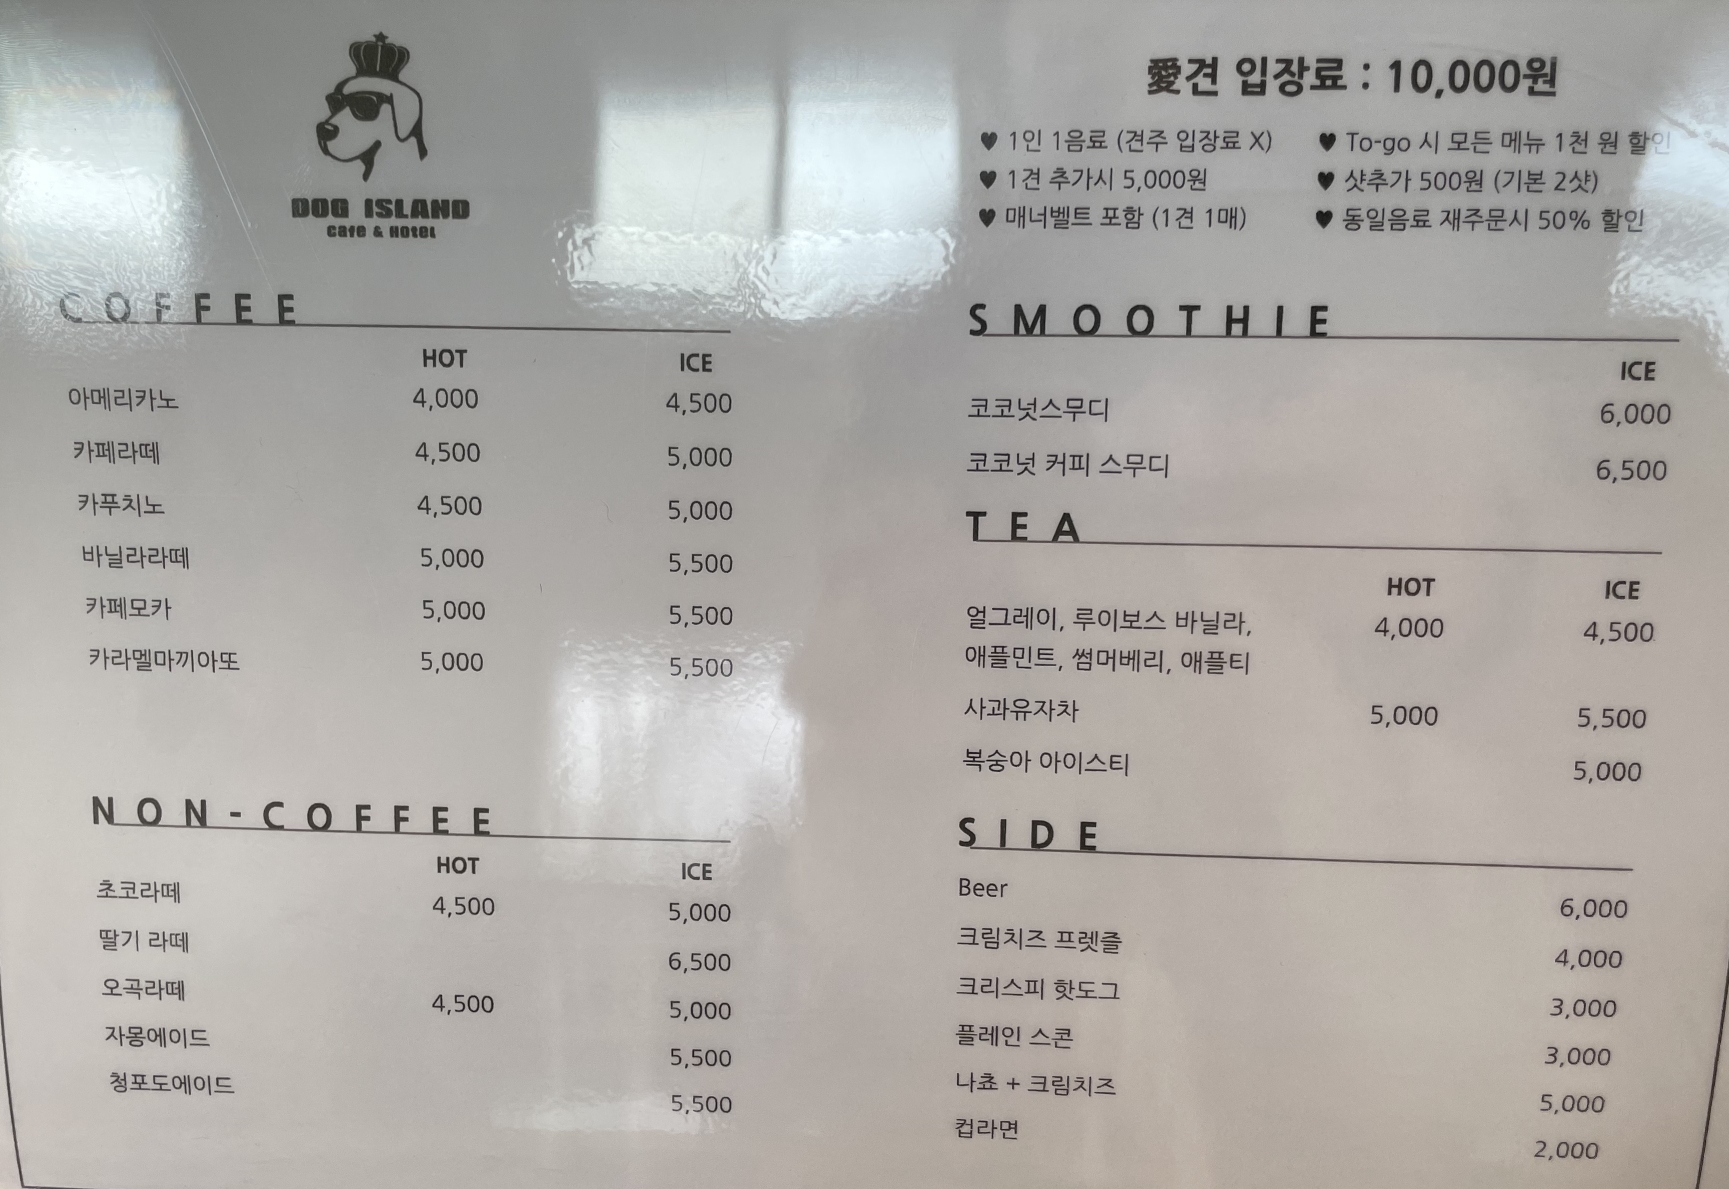 DOG ISLAND
Cafe & Hotel
愛견 입장료 : 10,000원
♥ 1인 1음료 (견주 입장료 X)
♥ 1견 추가시 5,000원
♥ 매너벨트 포함 (1견 1매)
♥ To-go 시 모든 메뉴 1천 원 할인
♥ 샷추가 500원 (기본 2샷)
♥ 동일음료 재주문시 50% 할인
COFFEE
HOT ICE
아메리카노 4,000 4,500
카페라떼 4,500 5,000
카푸치노 4,500 5,000
바닐라라떼 5,000 5,500
카페모카 5,000 5,500
카라멜마끼아또 5,000 5,500
NON-COFFEE
HOT ICE
초코라떼 4,500 5,000
딸기 라떼 6,500
오곡라떼 4,500 5,000
자몽에이드 5,500
청포도에이드 5,500
SMOOTHIE
ICE
코코넛스무디 6,000
코코넛 커피 스무디 6,500
TEA
HOT ICE
얼그레이, 루이보스 바닐라, 4,000 4,500
애플민트, 썸머베리, 애플티
사과유자차 5,000 5,500
복숭아 아이스티 5,000
SIDE
Beer 6,000
크림치즈 프렛즐 4,000
크리스피 핫도그 3,000
플레인 스콘 3,000
나쵸 + 크림치즈 5,000
컵라면 2,000